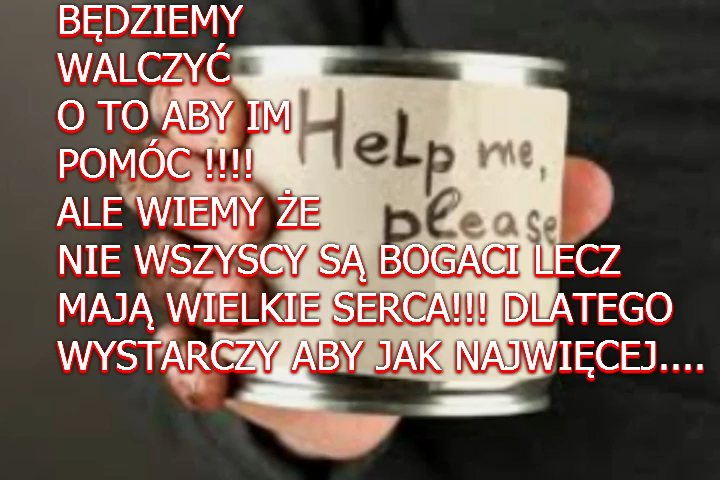 BĘDZIEMY
WALCZYĆ
O TO ABY IM
POMÓC !!!!
ALE WIEMY ŻE
NIE WSZYSCY SĄ BOGACI LECZ
MAJĄ WIELKIE SERCA!!! DLATEGO
WYSTARCZY ABY JAK NAJWIĘCEJ....
HeLp me,
please